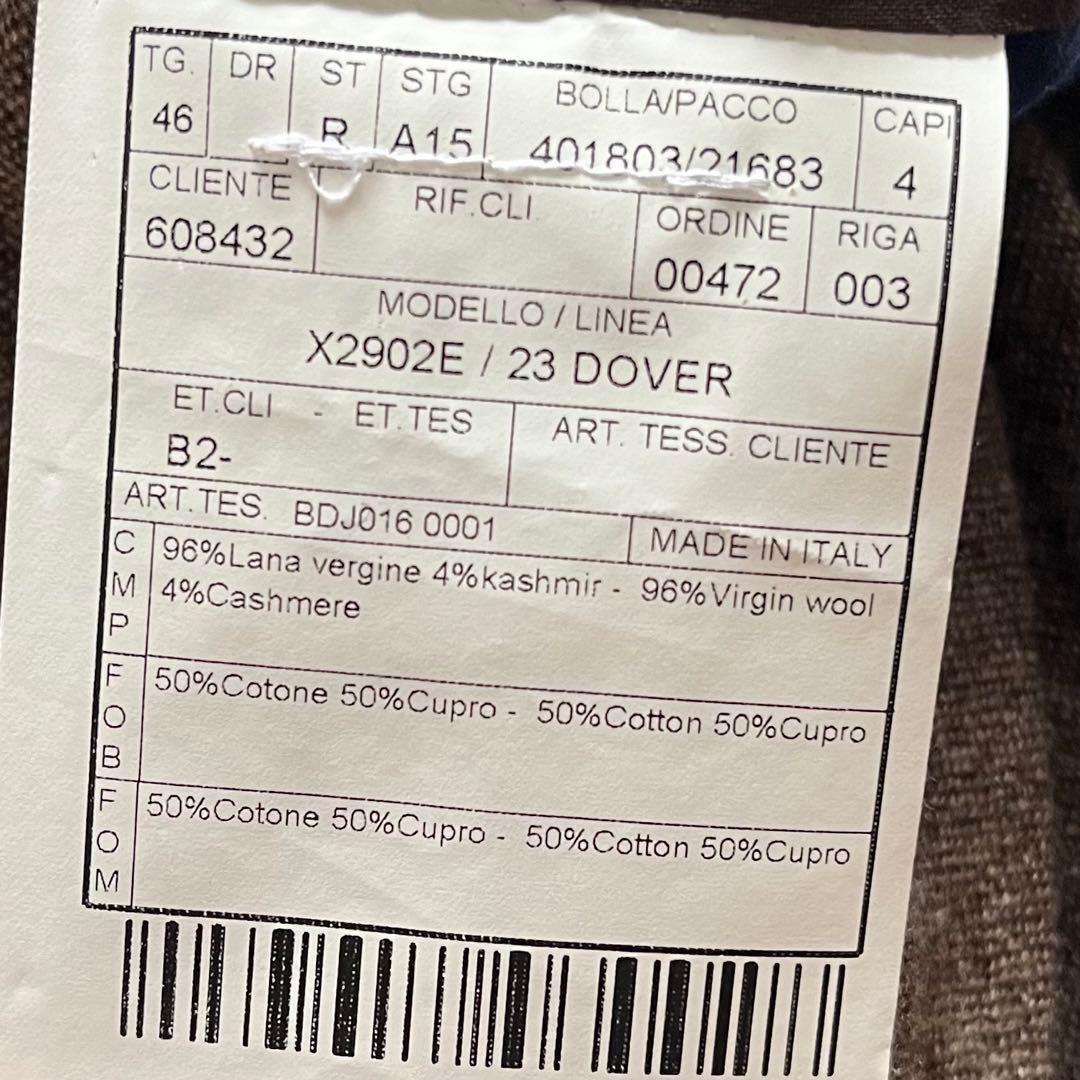 TG. DR ST STG BOLLA/PACCO CAPI
46 R A15 401803/21683 4
CLIENTE RIF.CLI. ORDINE RIGA
608432 00472 003
MODELLO / LINEA
X2902E / 23 DOVER
ET.CLI - ET.TES ART. TESS. CLIENTE
B2-
ART.TES. BDJ016 0001 MADE IN ITALY
CMP 96%Lana vergine 4%kashmir - 96%Virgin wool
4%Cashmere
FOB 50%Cotone 50%Cupro - 50%Cotton 50%Cupro
FOM 50%Cotone 50%Cupro - 50%Cotton 50%Cupro